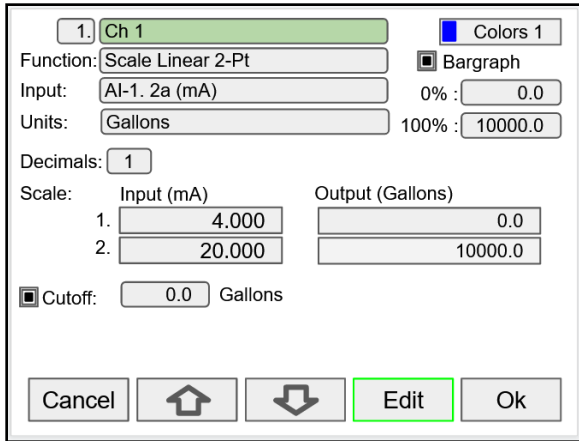 1. Ch 1 Colors 1
Function: Scale Linear 2-Pt Bargraph
Input: AI-1. 2a (mA) 0% : 0.0
Units: Gallons 100% : 10000.0
Decimals: 1
Scale: Input (mA) Output (Gallons)
1. 4.000 0.0
2. 20.000 10000.0
Cutoff: 0.0 Gallons
Cancel Edit Ok